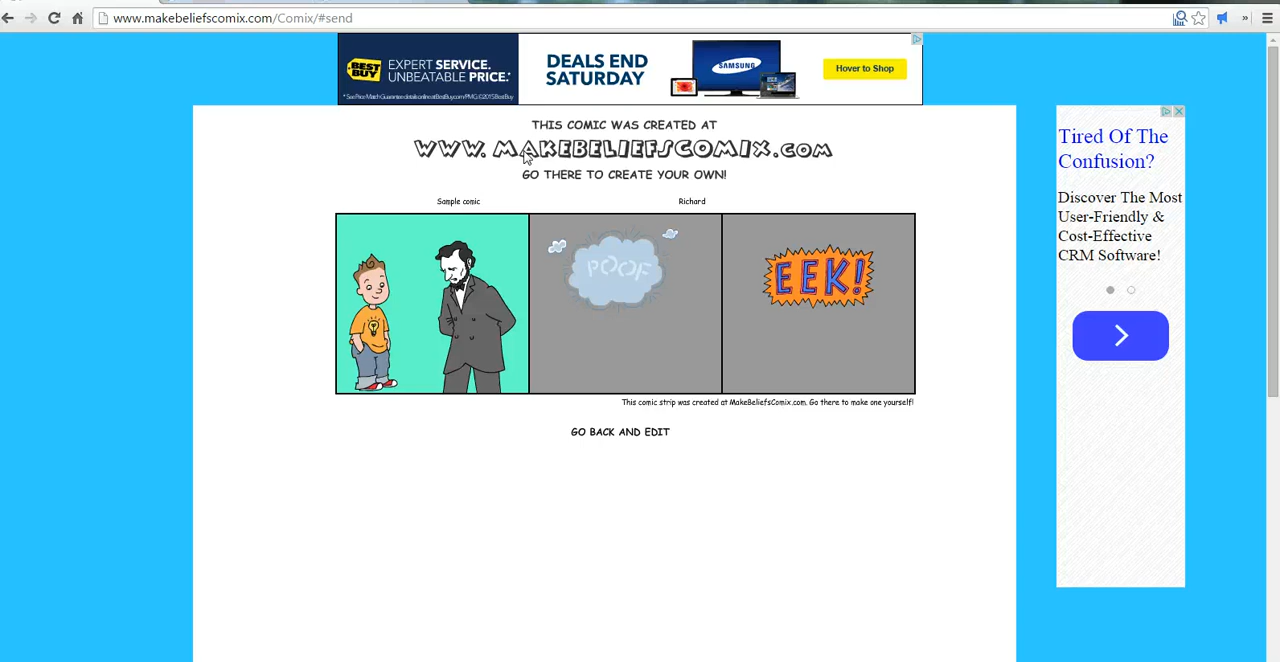 www.makebeliefscomix.com/Comix/#send
»
BEST BUY
EXPERT SERVICE.
UNBEATABLE PRICE.*
DEALS END
SATURDAY
SAMSUNG
Hover to Shop
THIS COMIC WAS CREATED AT
WWW.MAKEBELIEFSCOMIX.COM
GO THERE TO CREATE YOUR OWN!
Sample comic
Richard
POOF
EEK!
This comic strip was created at MakeBeliefsComix.com. Go there to make one yourself!
GO BACK AND EDIT
Tired Of The
Confusion?
Discover The Most
User-Friendly &
Cost-Effective
CRM Software!